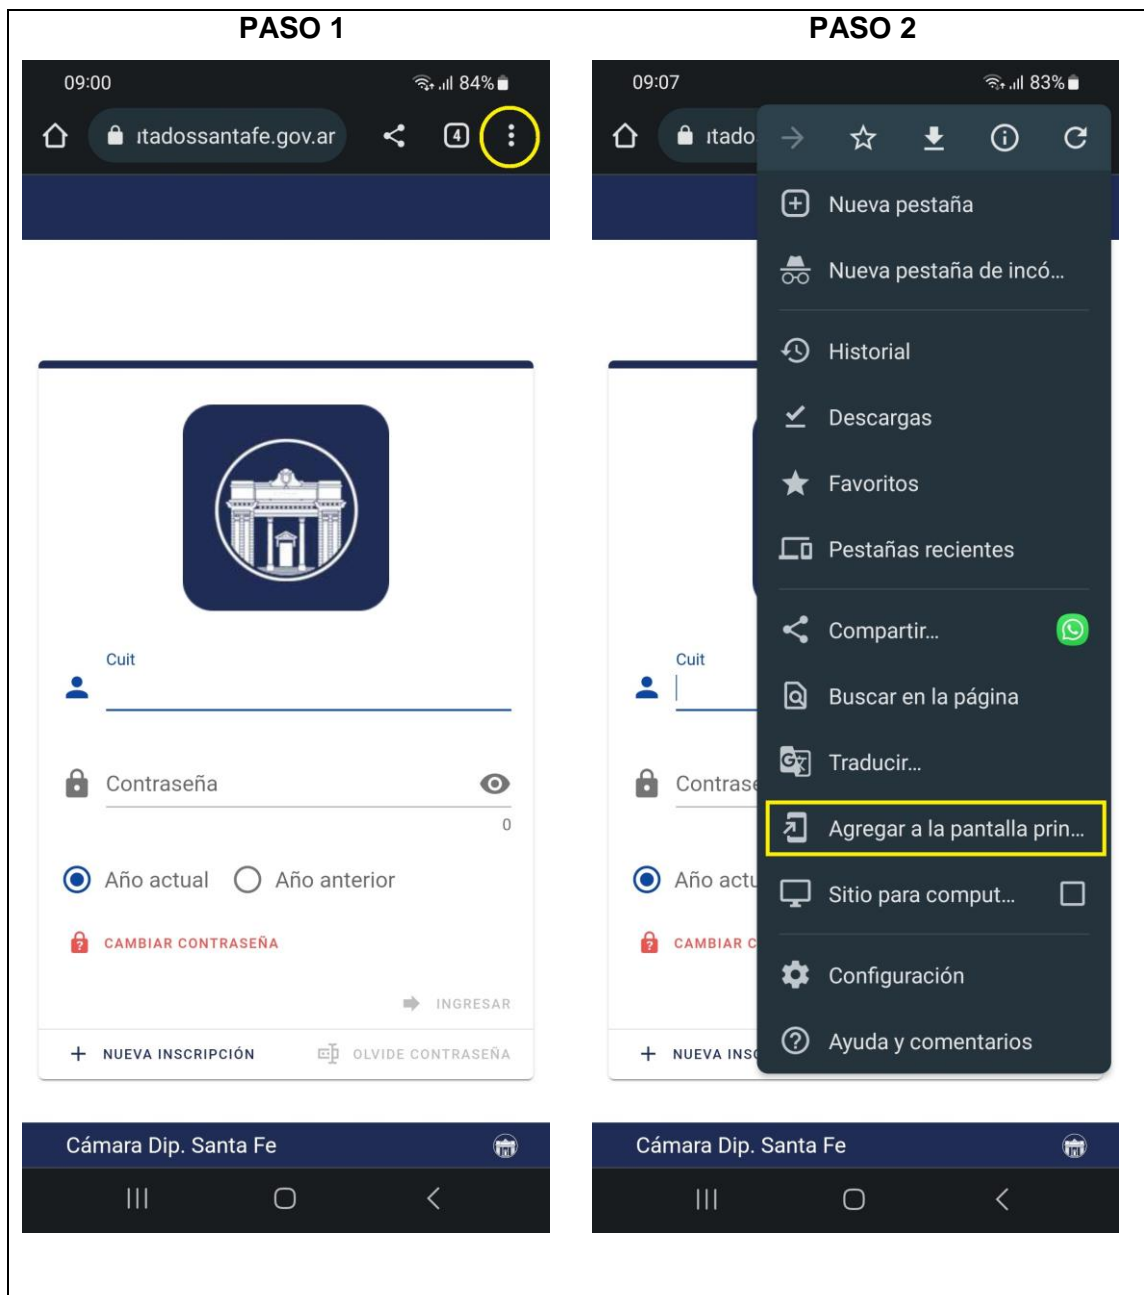 PASO 1
09:00
84%
ıtadossantafe.gov.ar
4
Cuit
Contraseña
0
Año actual
Año anterior
CAMBIAR CONTRASEÑA
INGRESAR
NUEVA INSCRIPCIÓN
OLVIDE CONTRASEÑA
Cámara Dip. Santa Fe
PASO 2
09:07
83%
ıtado
Nueva pestaña
Nueva pestaña de incó...
Historial
Descargas
Favoritos
Pestañas recientes
Compartir...
Buscar en la página
Traducir...
Agregar a la pantalla prin...
Sitio para comput...
Configuración
Ayuda y comentarios
Cuit
Contrase
Año actu
CAMBIAR C
NUEVA INSC
Cámara Dip. Santa Fe